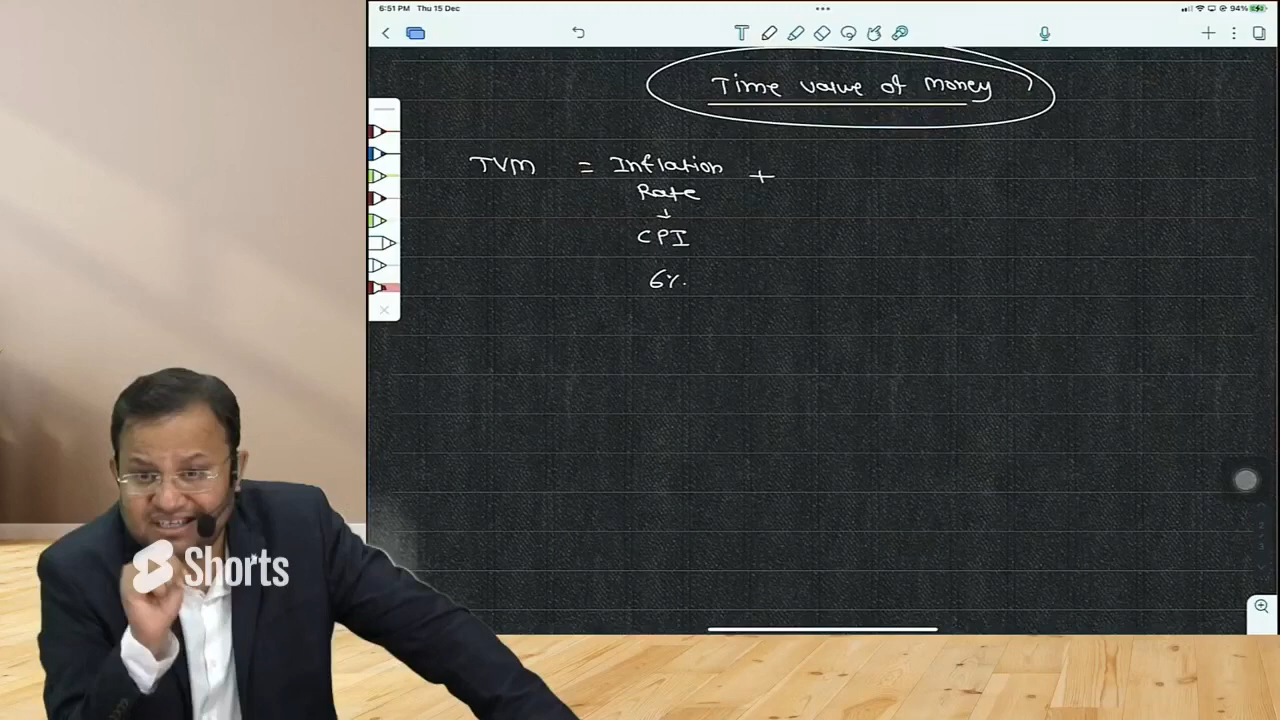 6:51 PM Thu 15 Dec
94%
T
Time value of money
TVM = Inflation +
Rate
↓
CPI
6%.
Shorts